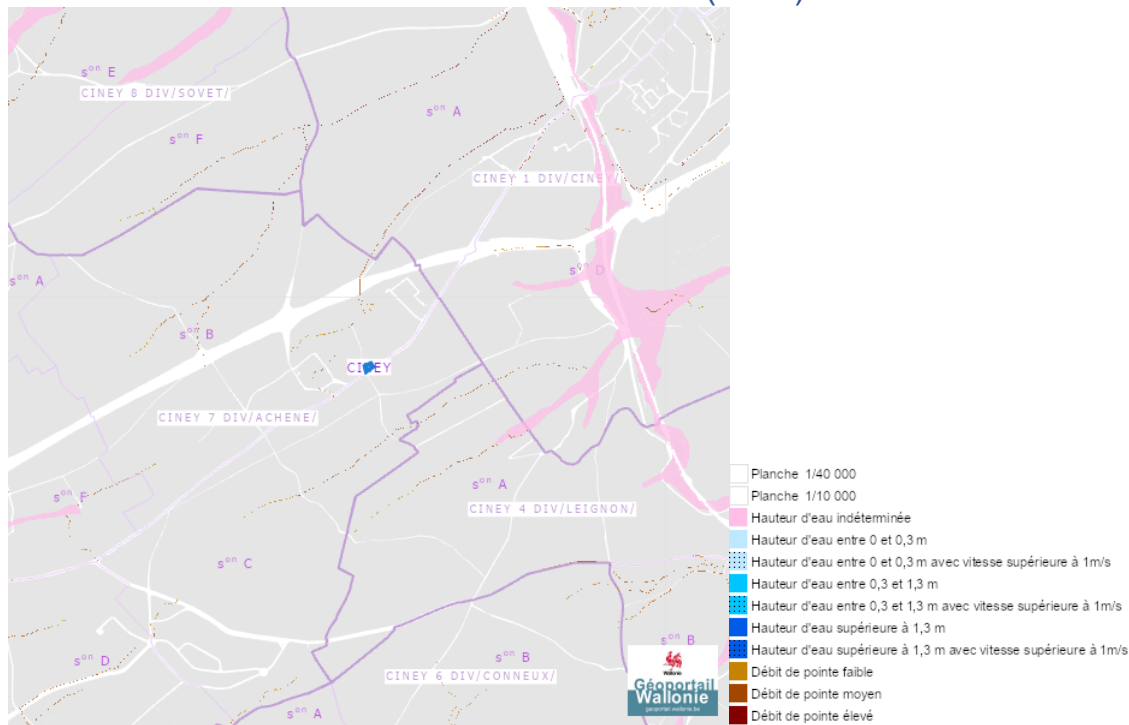 s on E
CINEY 8 DIV/SOVET/
s on A
s on F
CINEY 1 DIV/CINEY/
s on D
s on A
s on B
CINEY
CINEY 7 DIV/ACHENE/
s on F
s on A
CINEY 4 DIV/LEIGNON/
s on C
s on D
s on B
s on B
CINEY 6 DIV/CONNEUX/
s on A
Wallonie
Géoportail
Wallonie
geoportail.wallonie.be
Planche 1/40 000
Planche 1/10 000
Hauteur d'eau indéterminée
Hauteur d'eau entre 0 et 0,3 m
Hauteur d'eau entre 0 et 0,3 m avec vitesse supérieure à 1m/s
Hauteur d'eau entre 0,3 et 1,3 m
Hauteur d'eau entre 0,3 et 1,3 m avec vitesse supérieure à 1m/s
Hauteur d'eau supérieure à 1,3 m
Hauteur d'eau supérieure à 1,3 m avec vitesse supérieure à 1m/s
Débit de pointe faible
Débit de pointe moyen
Débit de pointe élevé